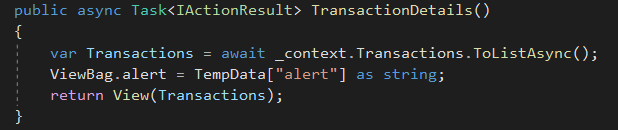 public async Task<IActionResult> TransactionDetails()
{
var Transactions = await _context.Transactions.ToListAsync();
ViewBag.alert = TempData["alert"] as string;
return View(Transactions);
}